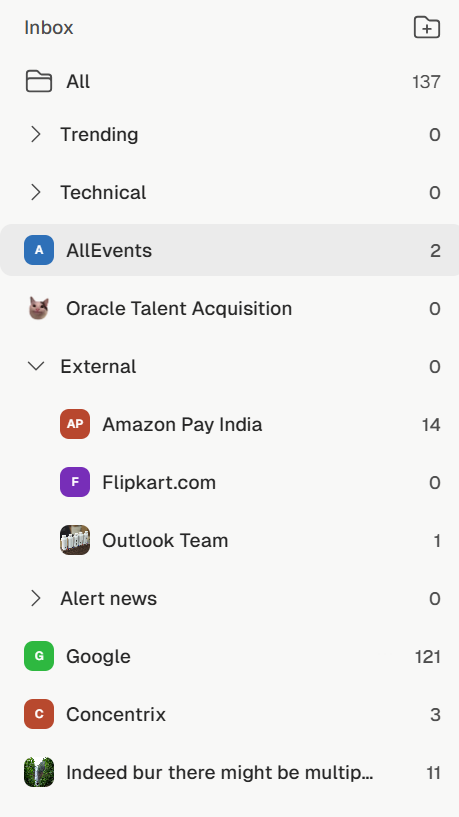 Inbox
All 137
Trending 0
Technical 0
A AllEvents 2
Oracle Talent Acquisition 0
External 0
AP Amazon Pay India 14
F Flipkart.com 0
Outlook Team 1
Alert news 0
G Google 121
C Concentrix 3
Indeed bur there might be multip... 11